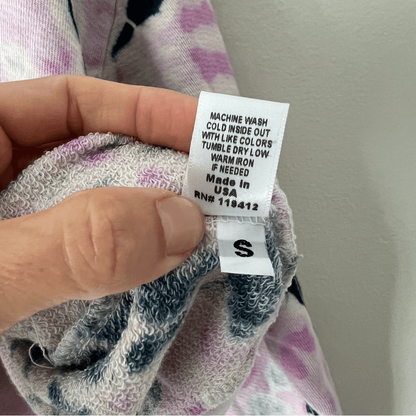 MACHINE WASH
COLD INSIDE OUT
WITH LIKE COLORS
TUMBLE DRY LOW
WARM IRON
IF NEEDED
Made in
USA
RN# 118412
S